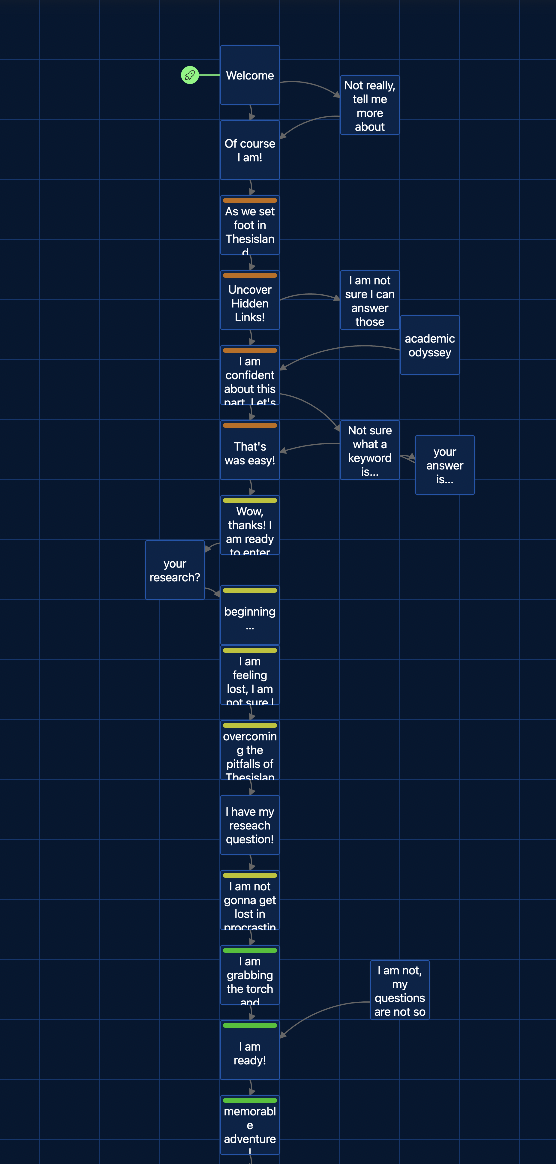 Welcome
Not really,
tell me
more
about
Of course
I am!
As we set
foot in
Thesislan
d
Uncover
Hidden
Links!
I am not
sure I can
answer
those
academic
odyssey
I am
confident
about this
part. Let's
That's
was easy!
Not sure
what a
keyword
is...
your
answer
is...
Wow,
thanks! I
am ready
to enter
your
research?
beginning
...
I am
feeling
lost, I am
not sure I
overcomin
g the
pitfalls of
Thesislan
I have my
reseach
question!
I am not
gonna get
lost in
procrastin
I am
grabbing
the torch
and
I am not,
my
questions
are not so
I am
ready!
memorabl
e
adventure
!